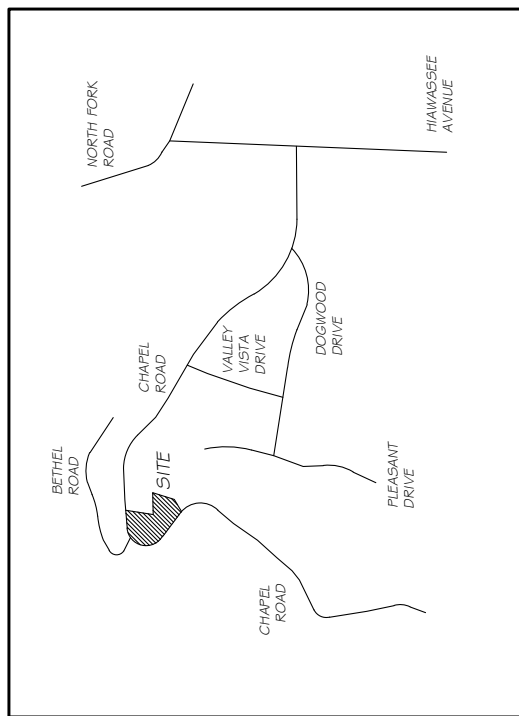 NORTH FORK
ROAD
HIAWASSEE
AVENUE
CHAPEL
ROAD
VALLEY
VISTA
DRIVE
DOGWOOD
DRIVE
BETHEL
ROAD
SITE
PLEASANT
DRIVE
CHAPEL
ROAD